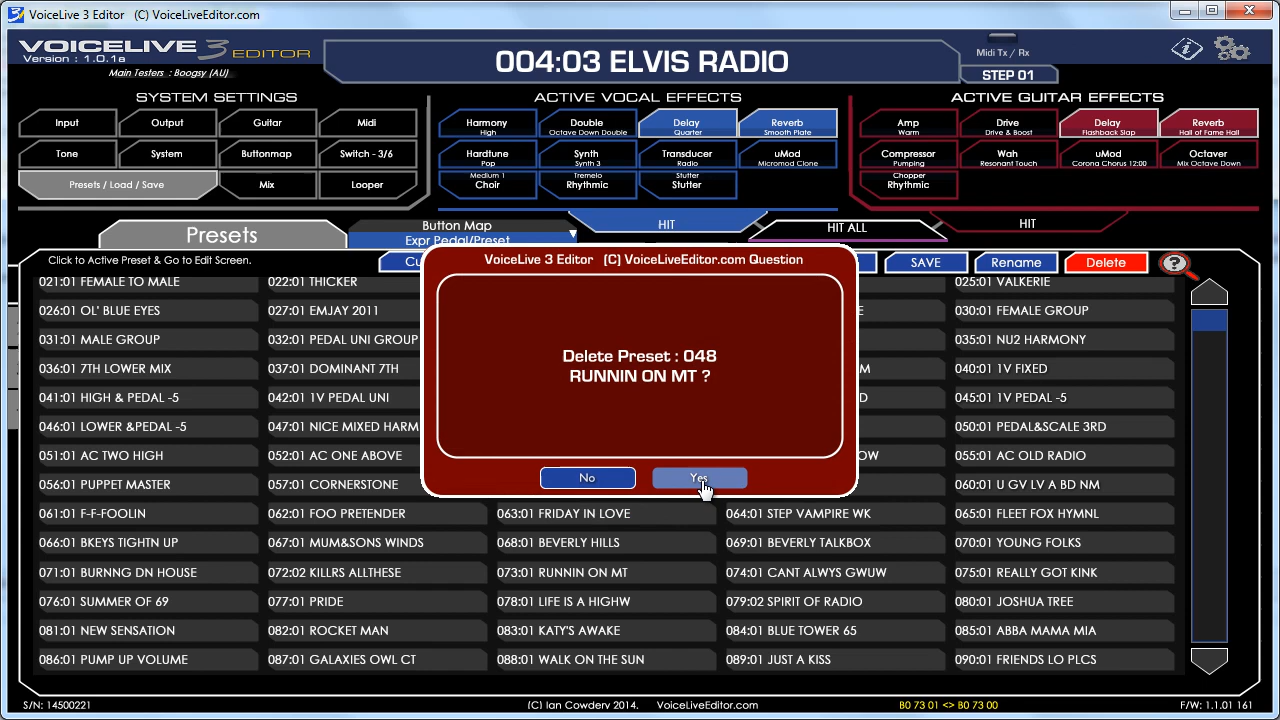 VoiceLive 3 Editor (C) VoiceLiveEditor.com
VOICELIVE 3 EDITOR
Version : 1.0.1a
Main Testers : Boogsy (AU)
004:03 ELVIS RADIO
Midi Tx / Rx
STEP 01
SYSTEM SETTINGS
ACTIVE VOCAL EFFECTS
ACTIVE GUITAR EFFECTS
Input
Output
Guitar
Midi
Tone
System
Buttonmap
Switch - 3/6
Presets / Load / Save
Mix
Looper
Harmony
High
Double
Octave Down Double
Delay
Quarter
Reverb
Smooth Plate
Hardtune
Pop
Synth
Synth 3
Transducer
Radio
uMod
Micromod Clone
Medium 1
Choir
Tremelo
Rhythmic
Stutter
Stutter
Amp
Warm
Drive
Drive & Boost
Delay
Flashback Slap
Reverb
Hall of Fame Hall
Compressor
Pumping
Wah
Resonant Touch
uMod
Corona Chorus 12:00
Octaver
Mix Octave Down
Chopper
Rhythmic
Presets
Button Map
Expr Pedal/Preset
HIT
HIT ALL
HIT
Click to Active Preset & Go to Edit Screen.
Cu
SAVE
Rename
Delete
?
VoiceLive 3 Editor (C) VoiceLiveEditor.com Question
Delete Preset : 048
RUNNIN ON MT ?
No
Yes
021:01 FEMALE TO MALE
022:01 THICKER
025:01 VALKERIE
026:01 OL' BLUE EYES
027:01 EMJAY 2011
E
030:01 FEMALE GROUP
031:01 MALE GROUP
032:01 PEDAL UNI GROUP
035:01 NU2 HARMONY
036:01 7TH LOWER MIX
037:01 DOMINANT 7TH
M
040:01 1V FIXED
041:01 HIGH & PEDAL -5
042:01 1V PEDAL UNI
D
045:01 1V PEDAL -5
046:01 LOWER &PEDAL -5
047:01 NICE MIXED HARM
050:01 PEDAL&SCALE 3RD
051:01 AC TWO HIGH
052:01 AC ONE ABOVE
OW
055:01 AC OLD RADIO
056:01 PUPPET MASTER
057:01 CORNERSTONE
060:01 U GV LV A BD NM
061:01 F-F-FOOLIN
062:01 FOO PRETENDER
063:01 FRIDAY IN LOVE
064:01 STEP VAMPIRE WK
065:01 FLEET FOX HYMNL
066:01 BKEYS TIGHTN UP
067:01 MUM&SONS WINDS
068:01 BEVERLY HILLS
069:01 BEVERLY TALKBOX
070:01 YOUNG FOLKS
071:01 BURNNG DN HOUSE
072:02 KILLRS ALLTHESE
073:01 RUNNIN ON MT
074:01 CANT ALWYS GWUW
075:01 REALLY GOT KINK
076:01 SUMMER OF 69
077:01 PRIDE
078:01 LIFE IS A HIGHW
079:02 SPIRIT OF RADIO
080:01 JOSHUA TREE
081:01 NEW SENSATION
082:01 ROCKET MAN
083:01 KATY'S AWAKE
084:01 BLUE TOWER 65
085:01 ABBA MAMA MIA
086:01 PUMP UP VOLUME
087:01 GALAXIES OWL CT
088:01 WALK ON THE SUN
089:01 JUST A KISS
090:01 FRIENDS LO PLCS
S/N: 14500221
(C) Ian Cowdery 2014. VoiceLiveEditor.com
B0 73 01 <> B0 73 00
F/W: 1.1.01 161